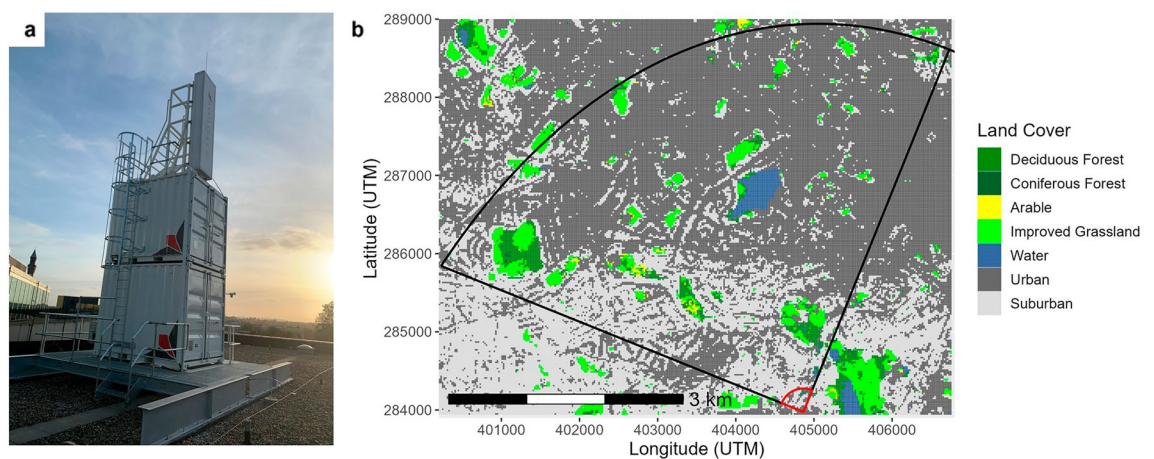 a
b
289000
288000
287000
286000
285000
284000
Latitude (UTM)
3 km
401000 402000 403000 404000 405000 406000
Longitude (UTM)
Land Cover
Deciduous Forest
Coniferous Forest
Arable
Improved Grassland
Water
Urban
Suburban